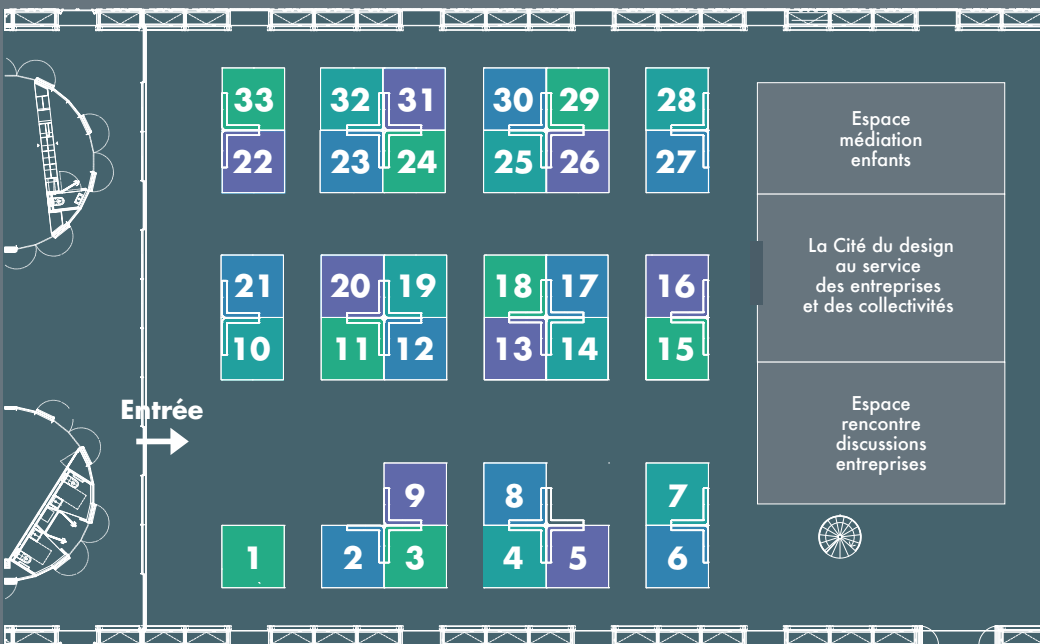 33 32 31 30 29 28
22 23 24 25 26 27
Espace
médiation
enfants
21 20 19 18 17 16
10 11 12 13 14 15
La Cité du design
au service
des entreprises
et des collectivités
Entrée
9 8 7
1 2 3 4 5 6
Espace
rencontre
discussions
entreprises